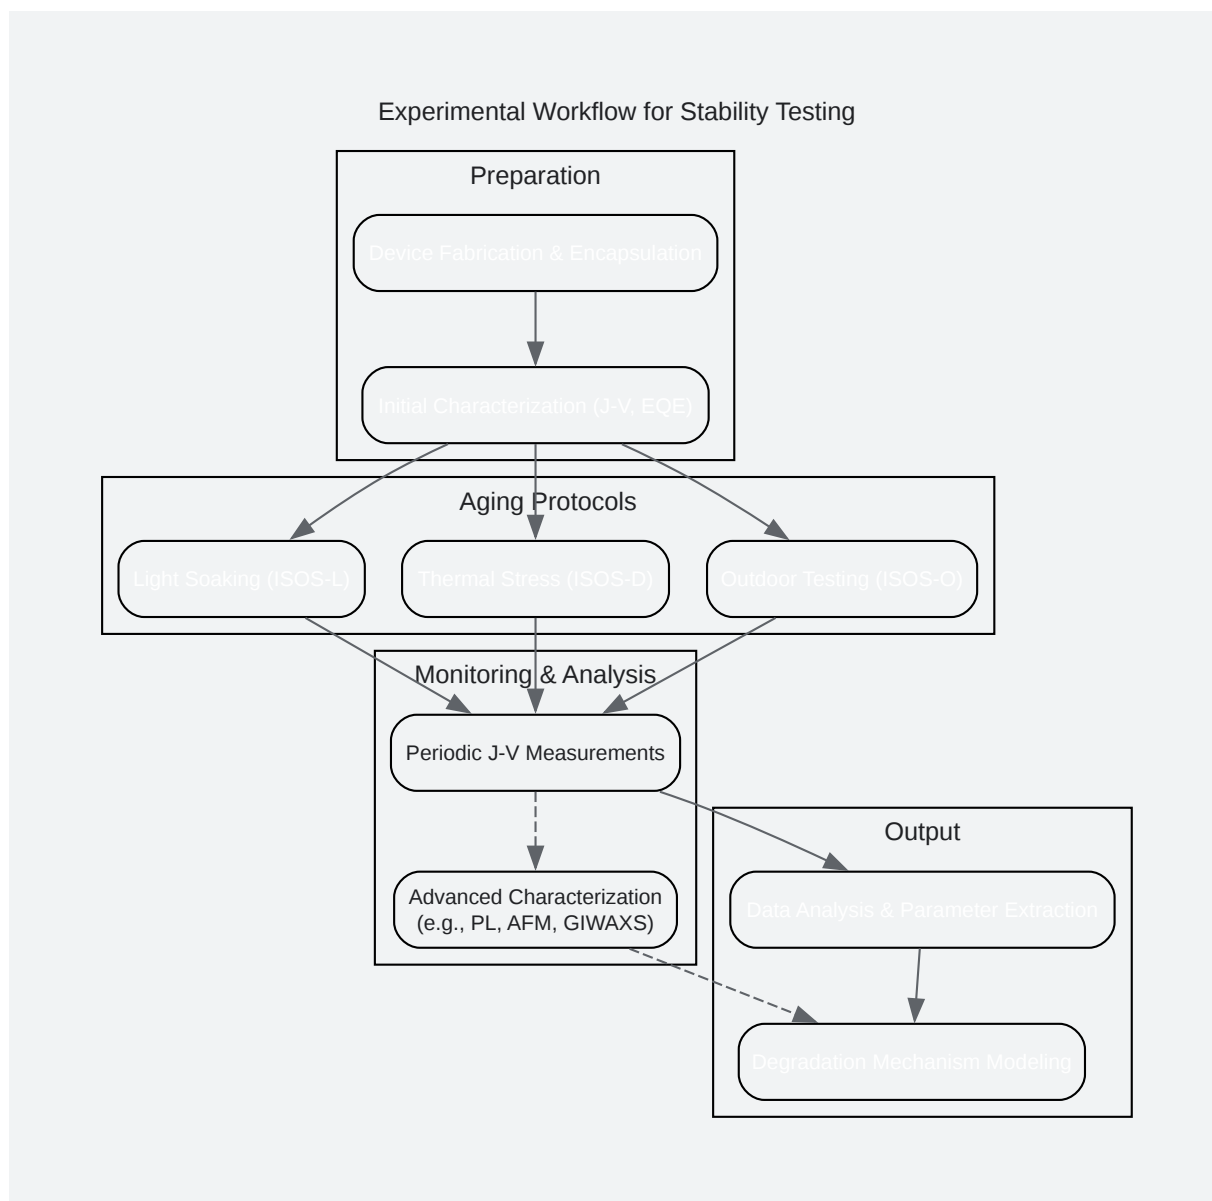 Experimental Workflow for Stability Testing
Preparation
Device Fabrication & Encapsulation
Initial Characterization (J-V, EQE)
Aging Protocols
Light Soaking (ISOS-L)
Thermal Stress (ISOS-D)
Outdoor Testing (ISOS-O)
Monitoring & Analysis
Periodic J-V Measurements
Advanced Characterization
(e.g., PL, AFM, GIWAXS)
Output
Data Analysis & Parameter Extraction
Degradation Mechanism Modeling